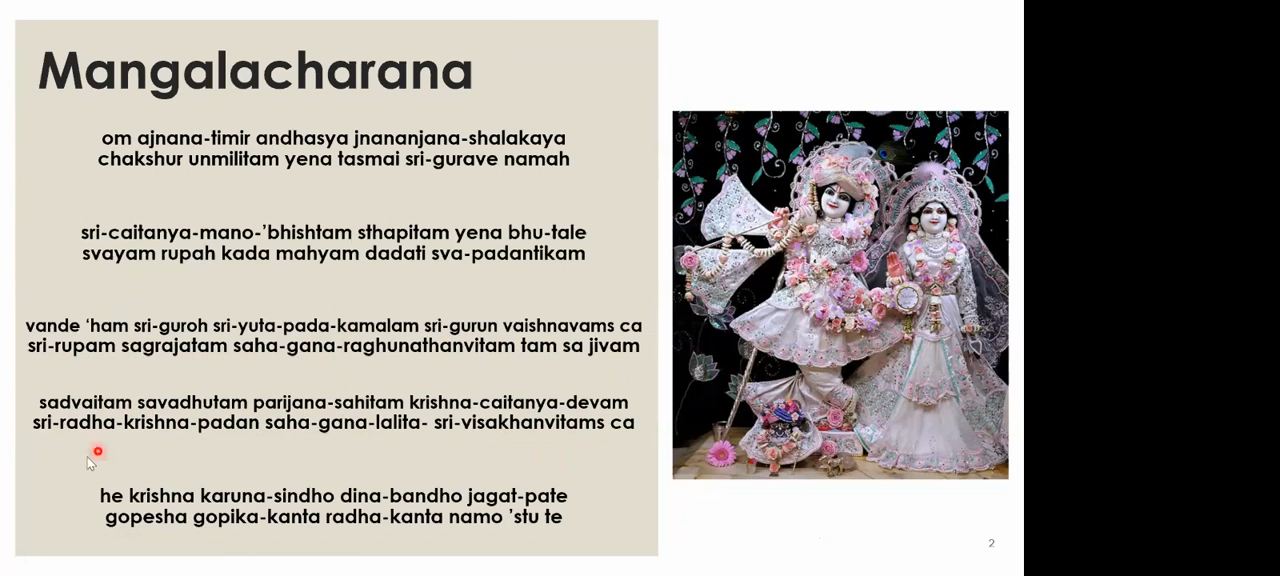 Mangalacharana
om ajnana-timir andhasya jnananjana-shalakaya
chakshur unmilitam yena tasmai sri-gurave namah
sri-caitanya-mano-’bhishtam sthapitam yena bhu-tale
svayam rupah kada mahyam dadati sva-padantikam
vande ‘ham sri-guroh sri-yuta-pada-kamalam sri-gurun vaishnavams ca
sri-rupam sagrajatam saha-gana-raghunathanvitam tam sa jivam
sadvaitam savadhutam parijana-sahitam krishna-caitanya-devam
sri-radha-krishna-padan saha-gana-lalita- sri-visakhanvitams ca
he krishna karuna-sindho dina-bandho jagat-pate
gopesha gopika-kanta radha-kanta namo ’stu te
2